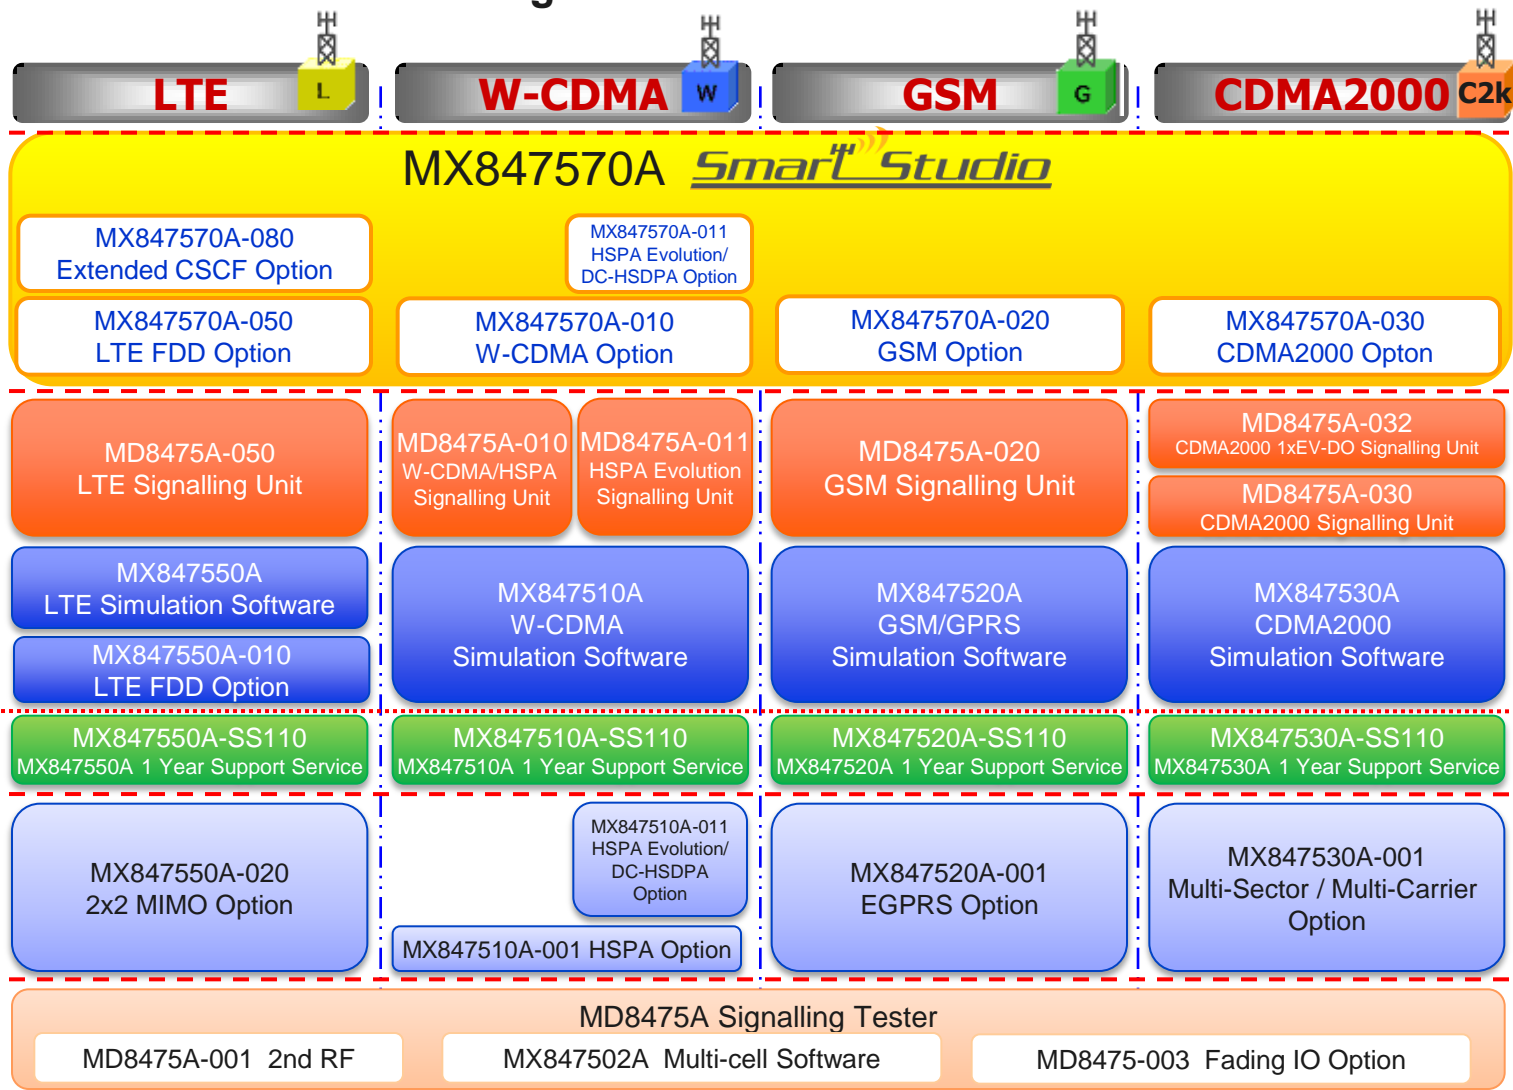 LTE
L
W-CDMA
W
GSM
G
CDMA2000
C2k
MX847570A Smart Studio
MX847570A-080
Extended CSCF Option
MX847570A-011
HSPA Evolution/
DC-HSDPA Option
MX847570A-050
LTE FDD Option
MX847570A-010
W-CDMA Option
MX847570A-020
GSM Option
MX847570A-030
CDMA2000 Opton
MD8475A-050
LTE Signalling Unit
MD8475A-010
W-CDMA/HSPA
Signalling Unit
MD8475A-011
HSPA Evolution
Signalling Unit
MD8475A-020
GSM Signalling Unit
MD8475A-032
CDMA2000 1xEV-DO Signalling Unit
MD8475A-030
CDMA2000 Signalling Unit
MX847550A
LTE Simulation Software
MX847550A-010
LTE FDD Option
MX847510A
W-CDMA
Simulation Software
MX847520A
GSM/GPRS
Simulation Software
MX847530A
CDMA2000
Simulation Software
MX847550A-SS110
MX847550A 1 Year Support Service
MX847510A-SS110
MX847510A 1 Year Support Service
MX847520A-SS110
MX847520A 1 Year Support Service
MX847530A-SS110
MX847530A 1 Year Support Service
MX847550A-020
2x2 MIMO Option
MX847510A-011
HSPA Evolution/
DC-HSDPA
Option
MX847510A-001 HSPA Option
MX847520A-001
EGPRS Option
MX847530A-001
Multi-Sector / Multi-Carrier
Option
MD8475A Signalling Tester
MD8475A-001 2nd RF
MX847502A Multi-cell Software
MD8475-003 Fading IO Option